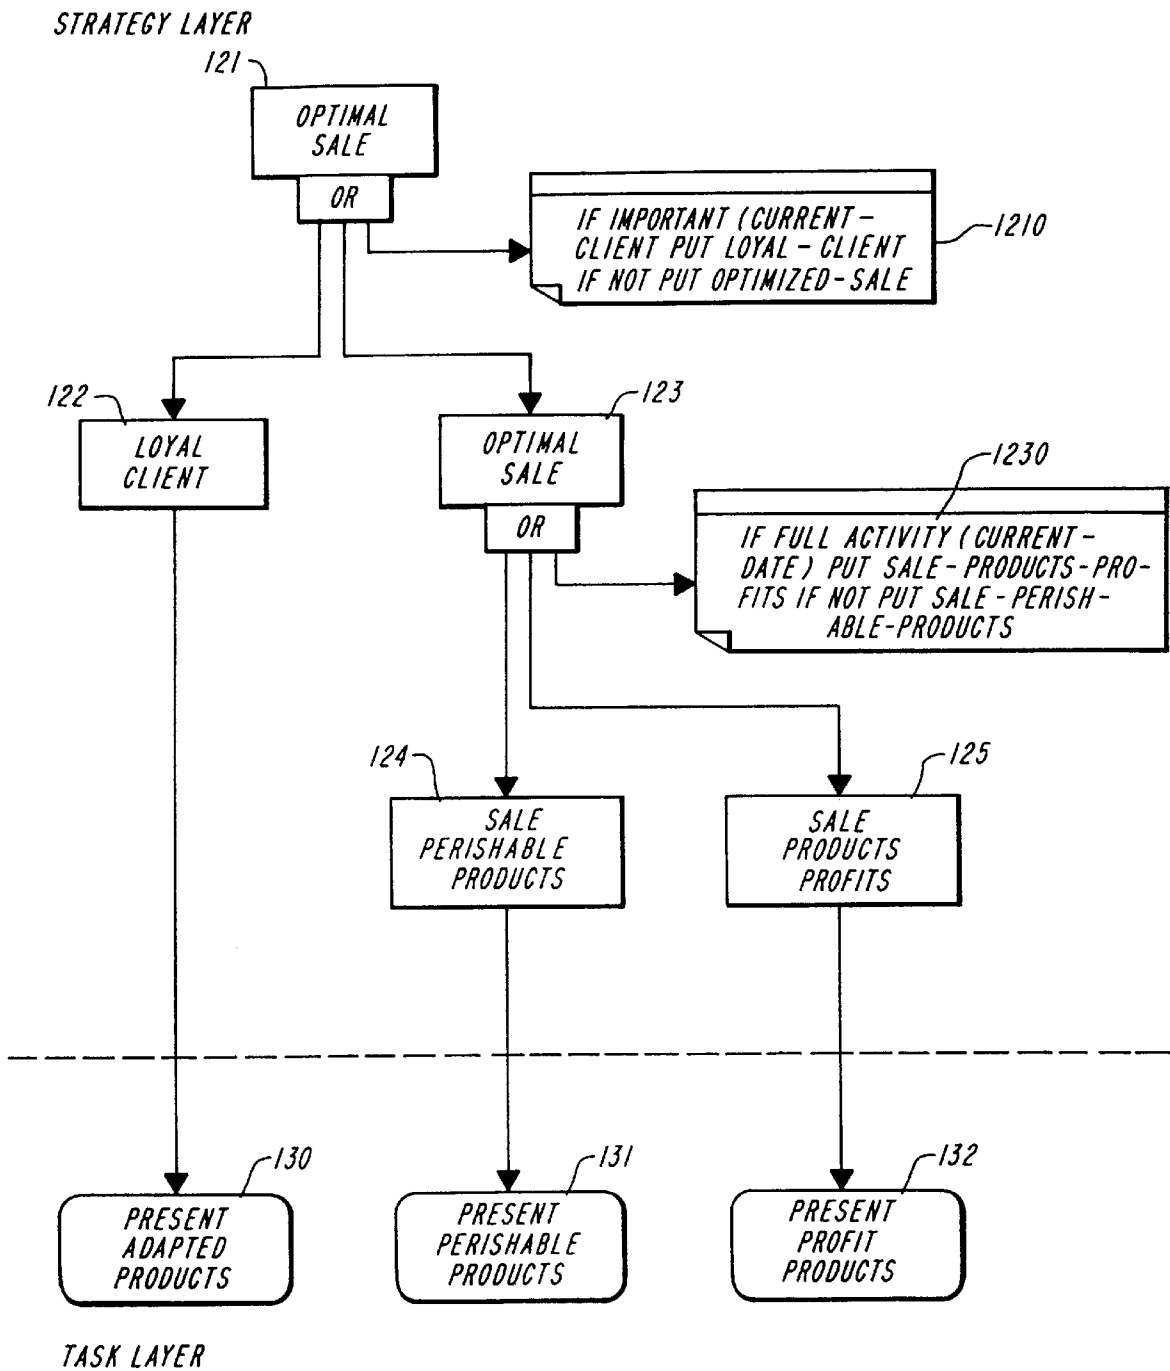 STRATEGY LAYER
121
OPTIMAL
SALE
OR
IF IMPORTANT (CURRENT-
CLIENT PUT LOYAL-CLIENT
IF NOT PUT OPTIMIZED-SALE
1210
122
LOYAL
CLIENT
123
OPTIMAL
SALE
OR
1230
IF FULL ACTIVITY (CURRENT-
DATE) PUT SALE-PRODUCTS-PRO-
FITS IF NOT PUT SALE-PERISH-
ABLE-PRODUCTS
124
SALE
PERISHABLE
PRODUCTS
125
SALE
PRODUCTS
PROFITS
130
PRESENT
ADAPTED
PRODUCTS
131
PRESENT
PERISHABLE
PRODUCTS
132
PRESENT
PROFIT
PRODUCTS
TASK LAYER